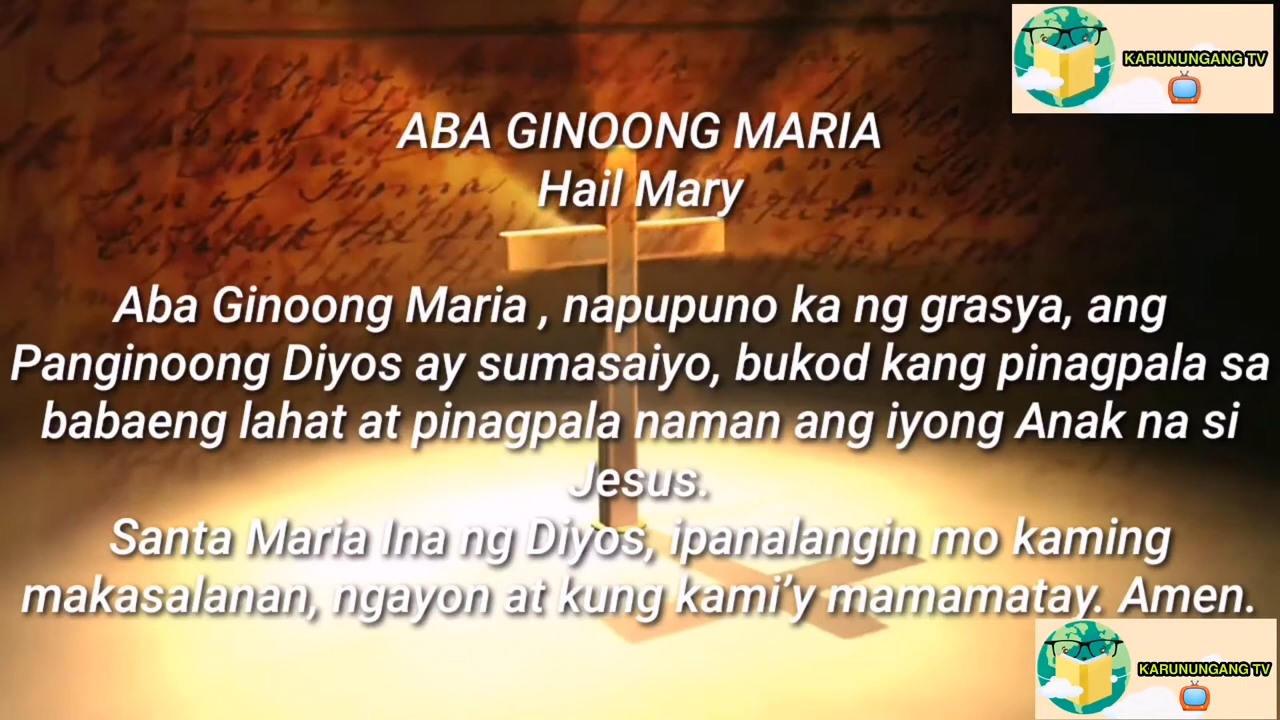 KARUNUNGANG TV
ABA GINOONG MARIA
Hail Mary
Aba Ginoong Maria , napupuno ka ng grasya, ang
Panginoong Diyos ay sumasaiyo, bukod kang pinagpala sa
babaeng lahat at pinagpala naman ang iyong Anak na si
Jesus.
Santa Maria Ina ng Diyos, ipanalangin mo kaming
makasalanan, ngayon at kung kami’y mamamatay. Amen.
KARUNUNGANG TV